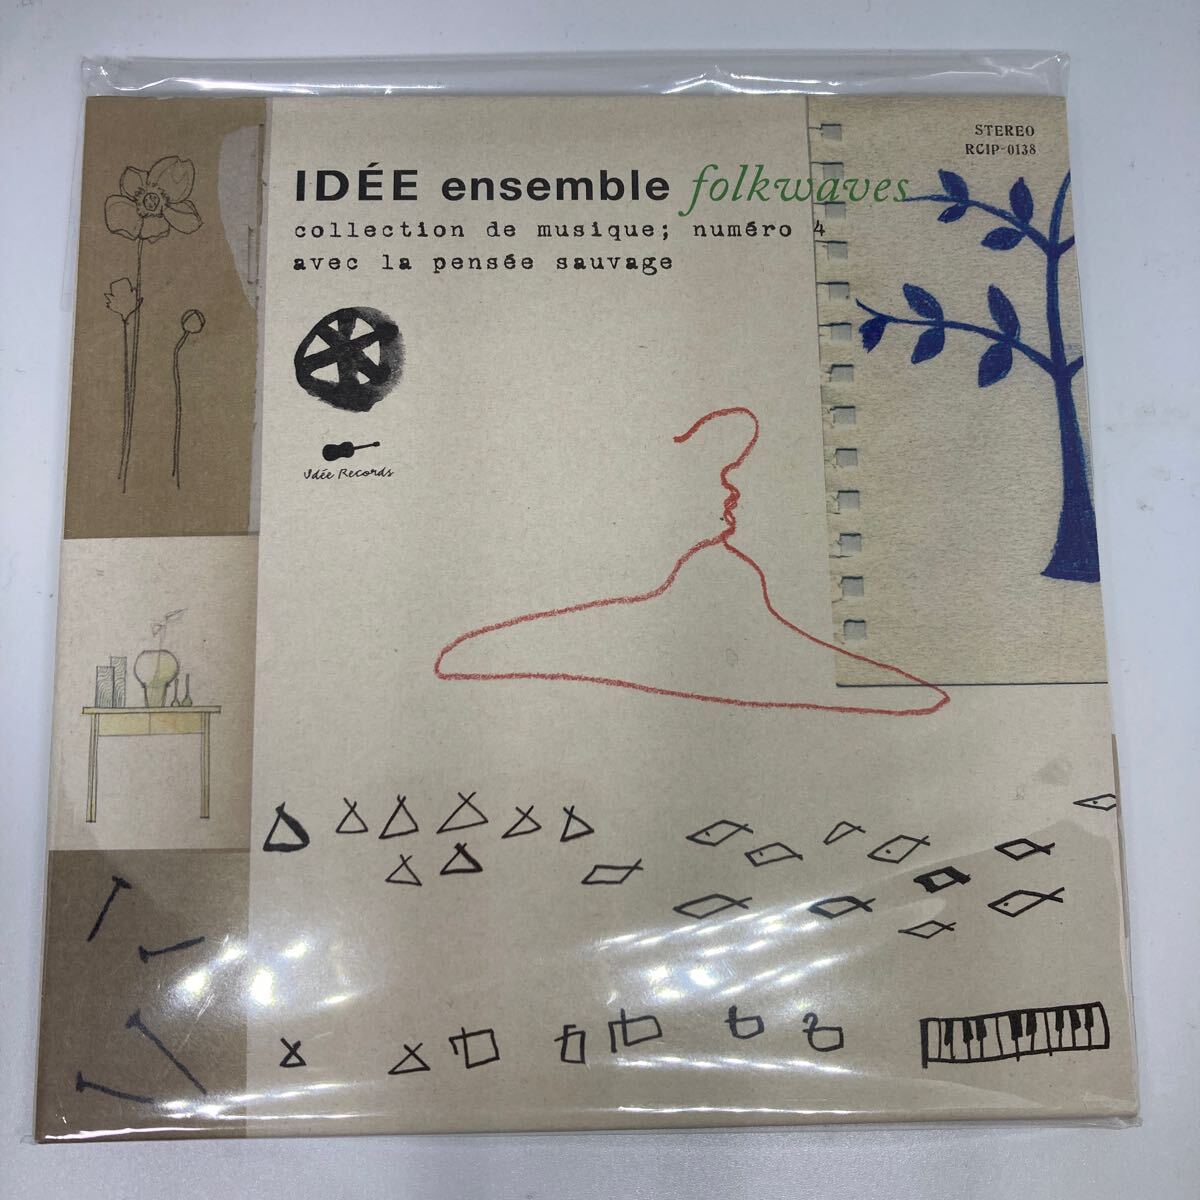 STEREO
RCIP-0138
IDÉE ensemble folkwaves
collection de musique; numéro 4
avec la pensée sauvage
Idée Records